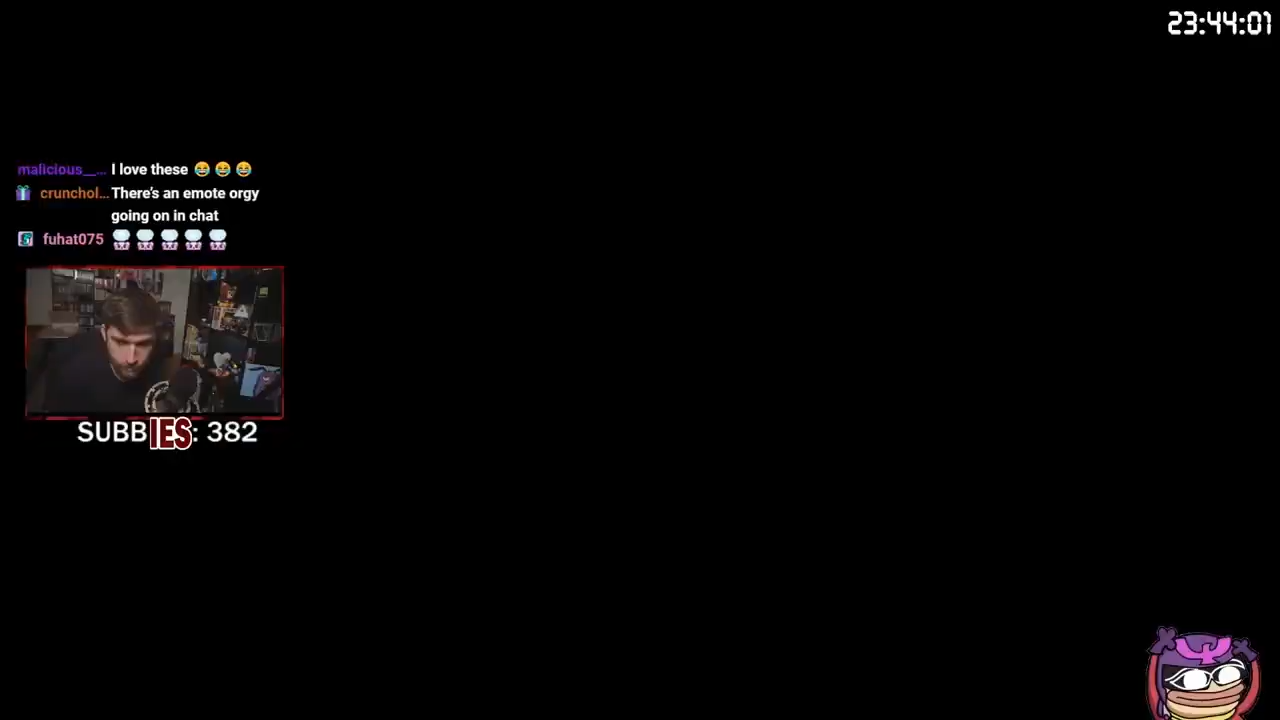 23:44:01
malicious__... I love these 😂 😂 😂
crunchol... There's an emote orgy
going on in chat
fuhat075
SUBBIES: 382